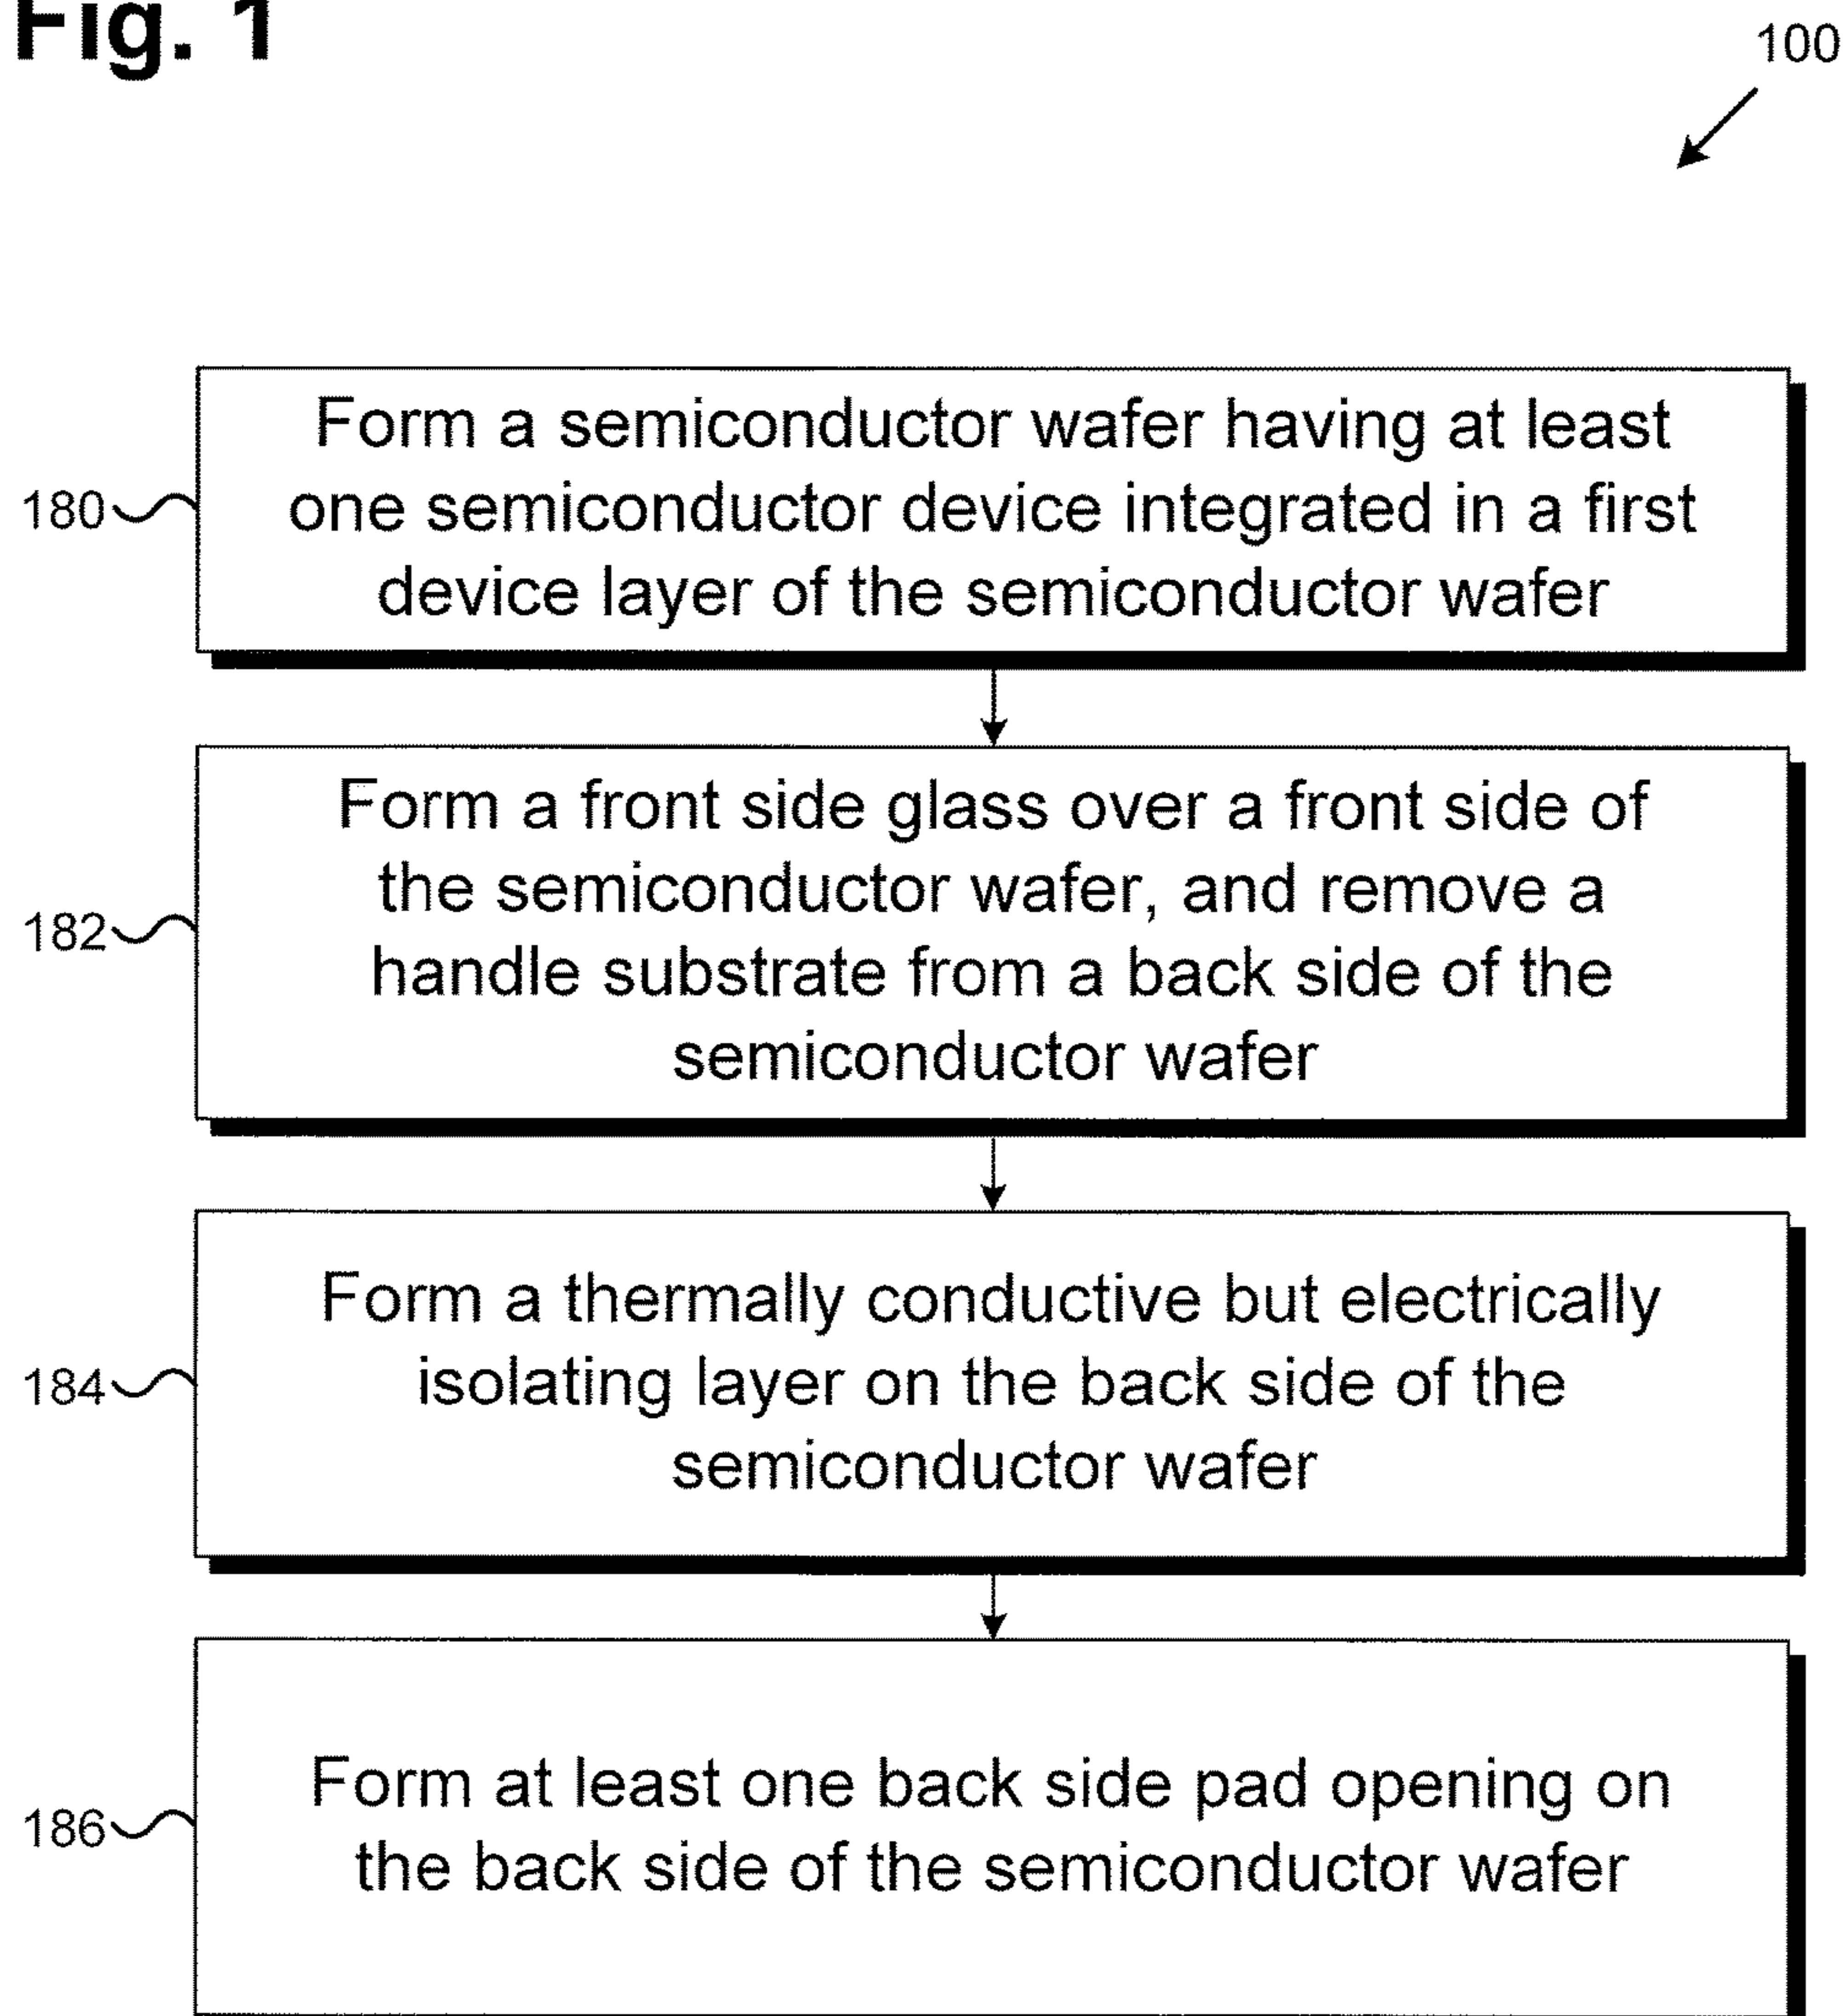 Fig. 1
100
180
Form a semiconductor wafer having at least
one semiconductor device integrated in a first
device layer of the semiconductor wafer
182
Form a front side glass over a front side of
the semiconductor wafer, and remove a
handle substrate from a back side of the
semiconductor wafer
184
Form a thermally conductive but electrically
isolating layer on the back side of the
semiconductor wafer
186
Form at least one back side pad opening on
the back side of the semiconductor wafer